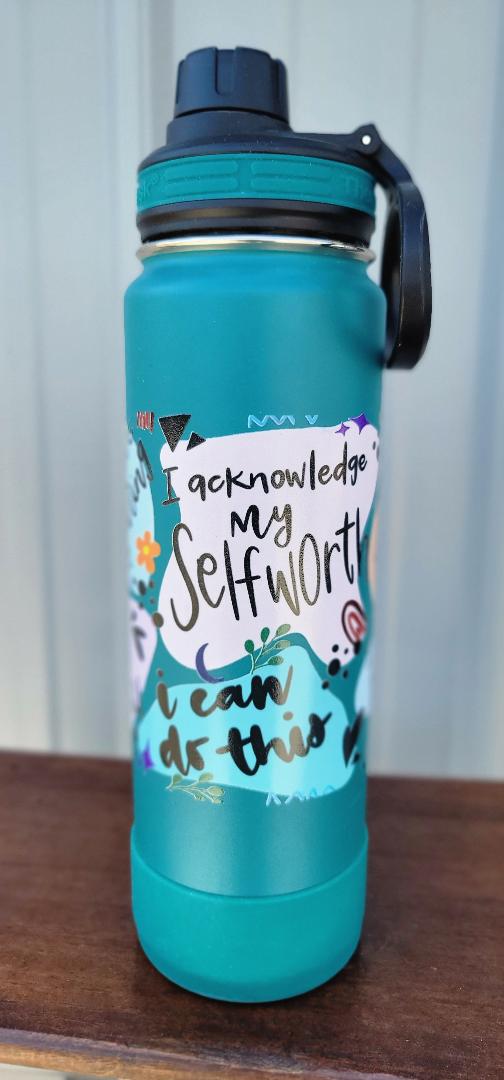 I acknowledge
My
Selfworth
i can
do this